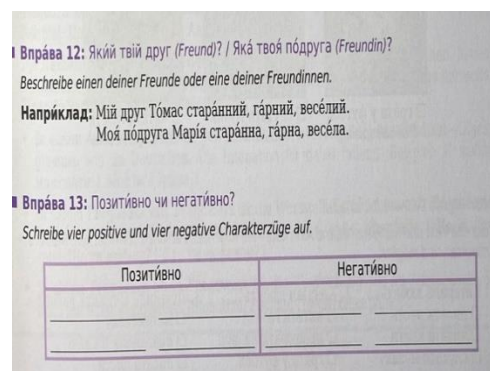 Впра́ва 12: Яки́й твій друг (Freund)? / Яка́ твоя́ по́друга (Freundin)?
Beschreibe einen deiner Freunde oder eine deiner Freundinnen.
Напри́клад: Мій друг То́мас стара́нний, га́рний, весе́лий.
Моя́ по́друга Марі́я стара́нна, га́рна, весе́ла.
Впра́ва 13: Позити́вно чи негати́вно?
Schreibe vier positive und vier negative Charakterzüge auf.
Позити́вно Негати́вно